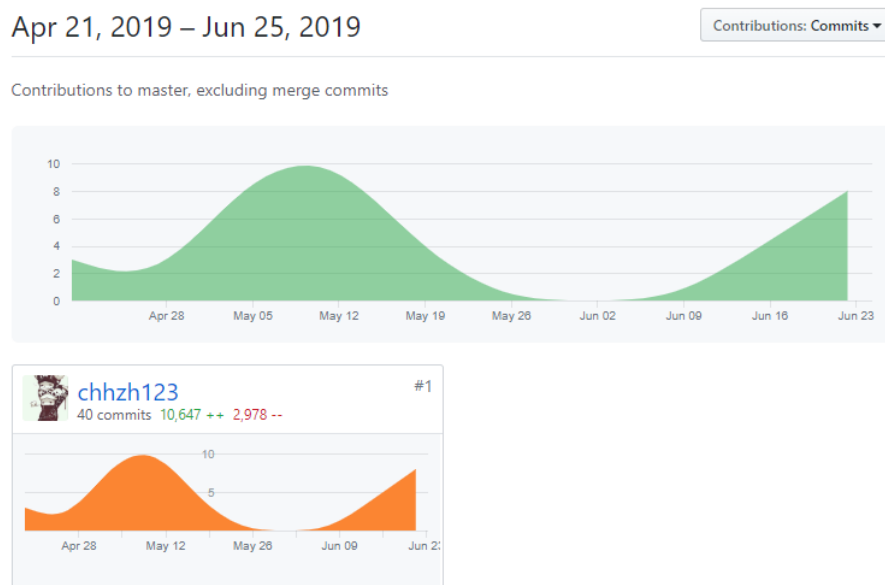 Apr 21, 2019 – Jun 25, 2019
Contributions: Commits
Contributions to master, excluding merge commits
10
8
6
4
2
0
Apr 28 May 05 May 12 May 19 May 26 Jun 02 Jun 09 Jun 16 Jun 23
chhzh123
#1
40 commits 10,647 ++ 2,978 --
10
5
Apr 28 May 12 May 26 Jun 09